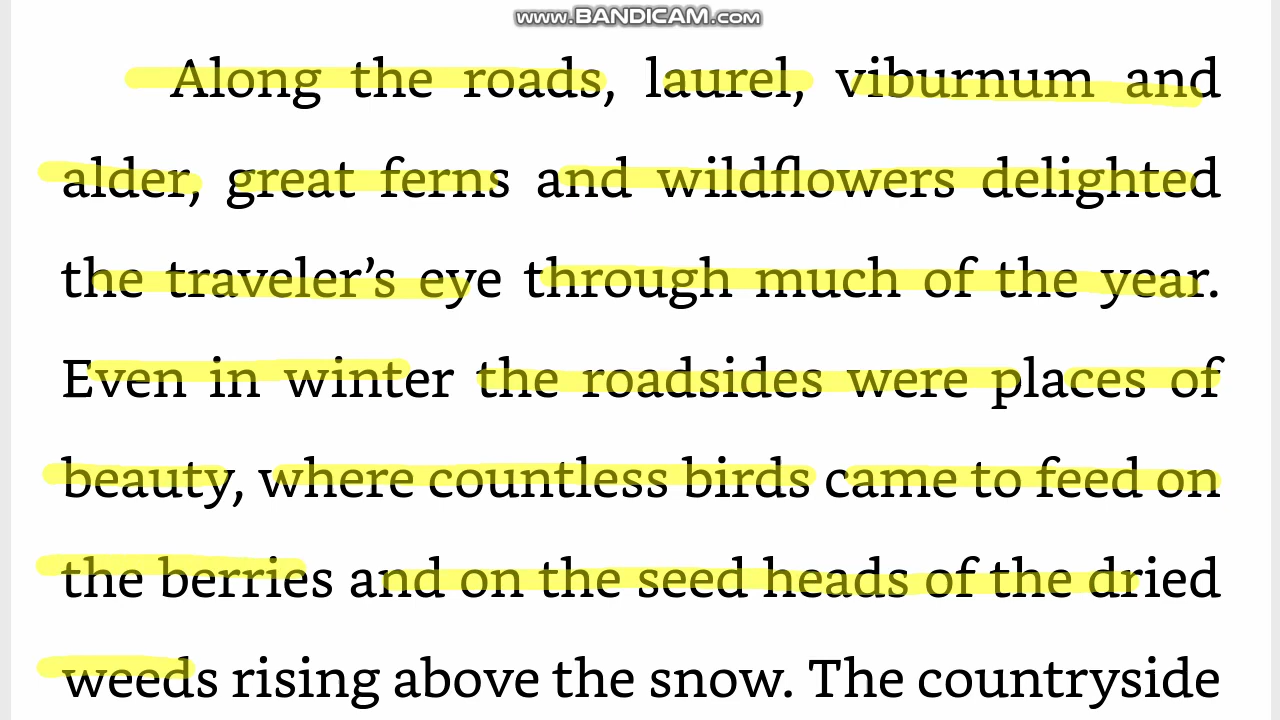 www.BANDICAM.com
Along the roads, laurel, viburnum and
alder, great ferns and wildflowers delighted
the traveler’s eye through much of the year.
Even in winter the roadsides were places of
beauty, where countless birds came to feed on
the berries and on the seed heads of the dried
weeds rising above the snow. The countryside